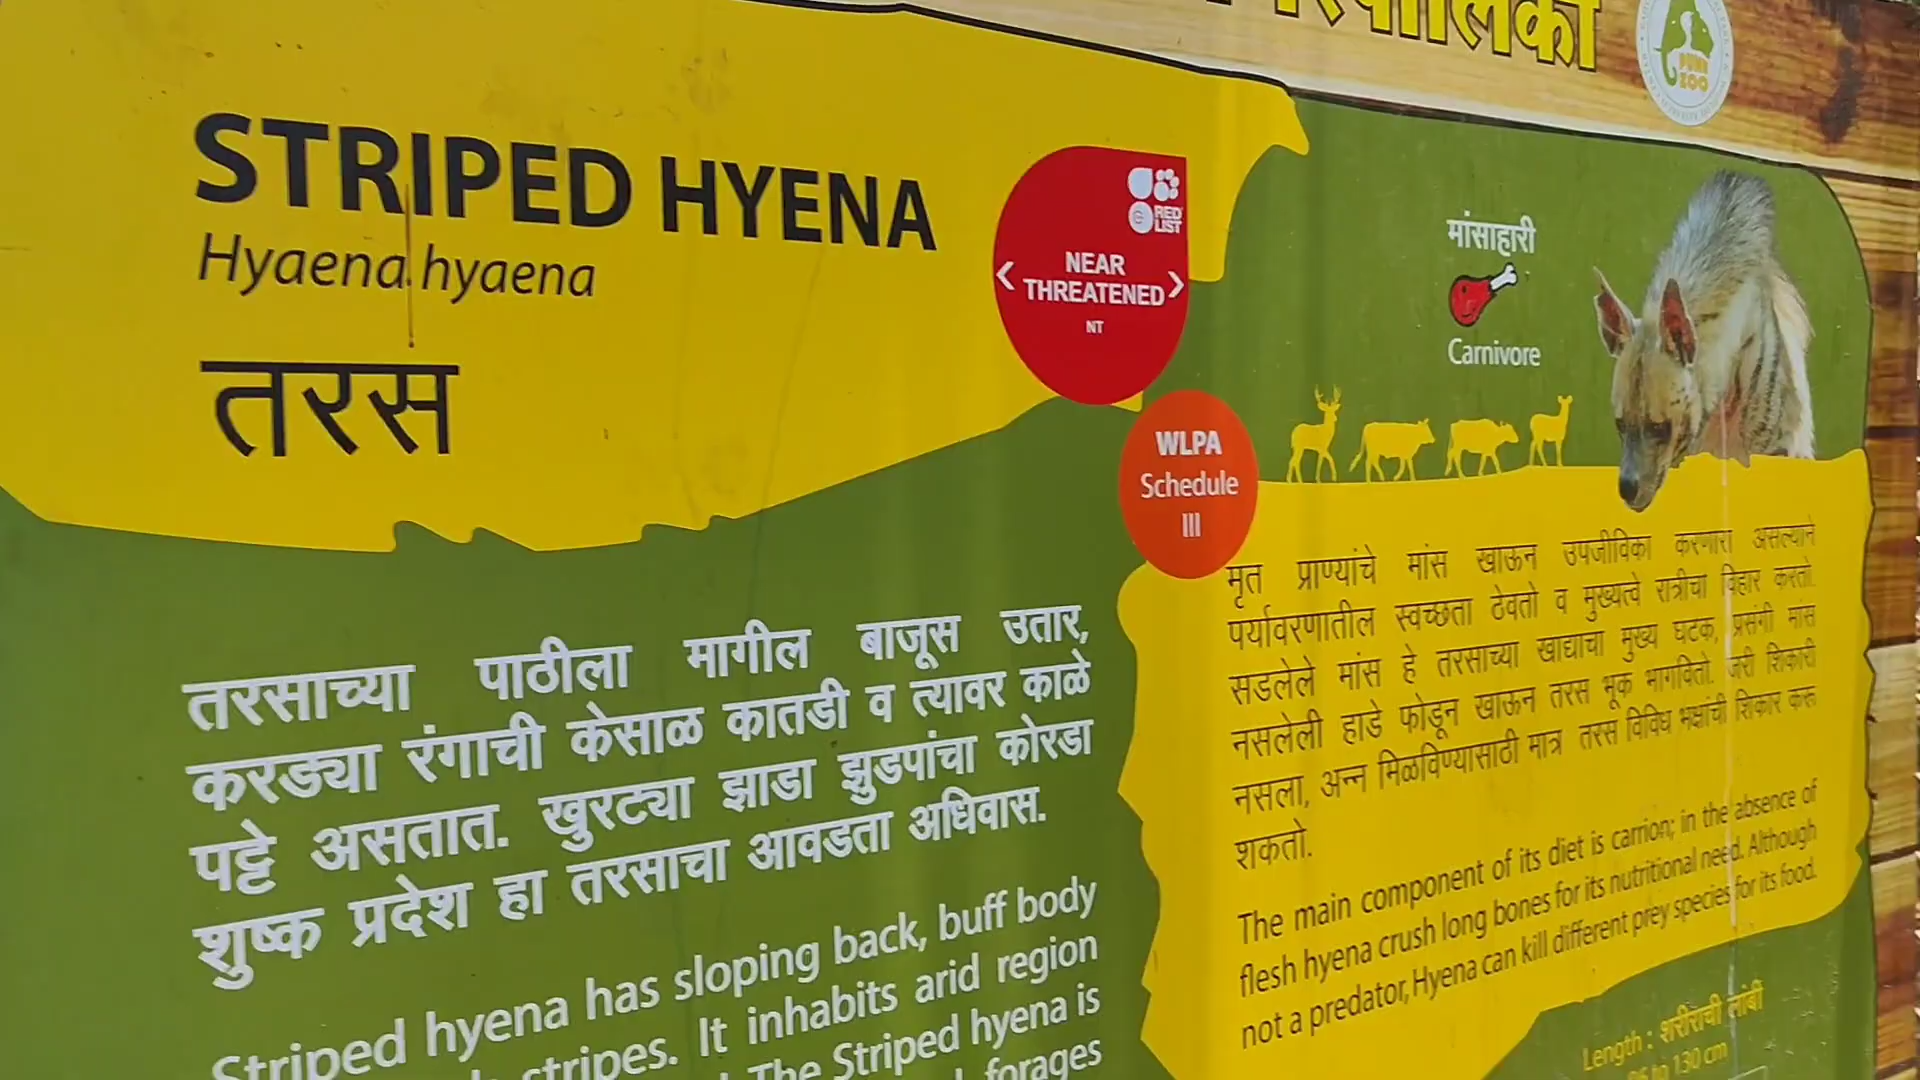 PUNE
ZOO
STRIPED HYENA
Hyaena hyaena
तरस
RED
LIST
NEAR
THREATENED
NT
WLPA
Schedule
III
मांसाहारी
Carnivore
तरसाच्या पाठीला मागील बाजूस उतार,
करड्या रंगाची केसाळ कातडी व त्यावर काळे
पट्टे असतात. खुरट्या झाडा झुडपांचा कोरडा
शुष्क प्रदेश हा तरसाचा आवडता अधिवास.
Striped hyena has sloping back, buff body
stripes. It inhabits arid region
The Striped hyena is
forages
मृत प्राण्यांचे मांस खाऊन उपजीविका करणारा असल्याने
पर्यावरणातील स्वच्छता ठेवतो व मुख्यत्वे रात्रीचा विहार करतो.
सडलेले मांस हे तरसाच्या खाद्याचा मुख्य घटक, प्रसंगी मांस
नसलेली हाडे फोडून खाऊन तरस भूक भागवितो. जरी शिकारी
नसला, अन्न मिळविण्यासाठी मात्र तरस विविध भक्षांची शिकार करू
शकतो.
The main component of its diet is carrion; in the absence of
flesh hyena crush long bones for its nutritional need. Although
not a predator, Hyena can kill different prey species for its food.
Length : शरीराची लांबी
to 130 cm